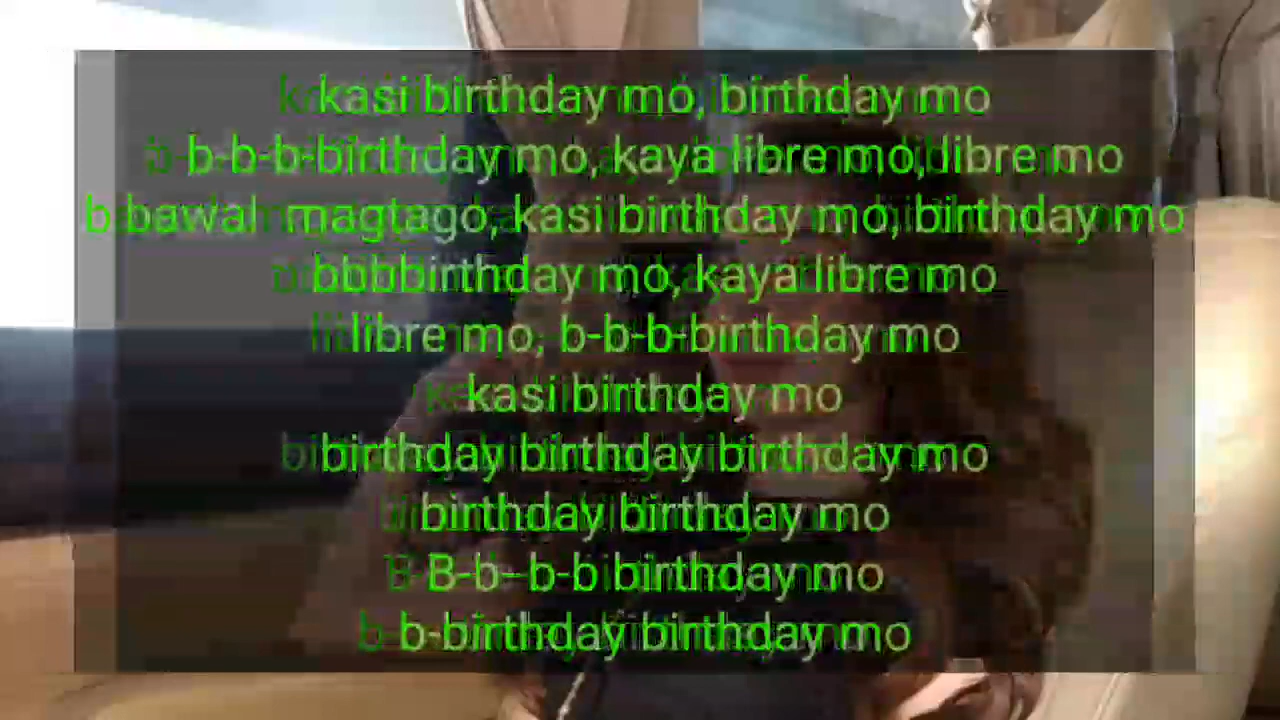 kasi birthday mo, birthday mo
b-b-b-birthday mo, kaya libre mo, libre mo
bawal magtago, kasi birthday mo, birthday mo
bbbbirthday mo, kaya libre mo
libre mo, b-b-b-birthday mo
kasi birthday mo
birthday birthday birthday mo
birthday birthday mo
B-b--b-b birthday mo
b-birthday birthday mo